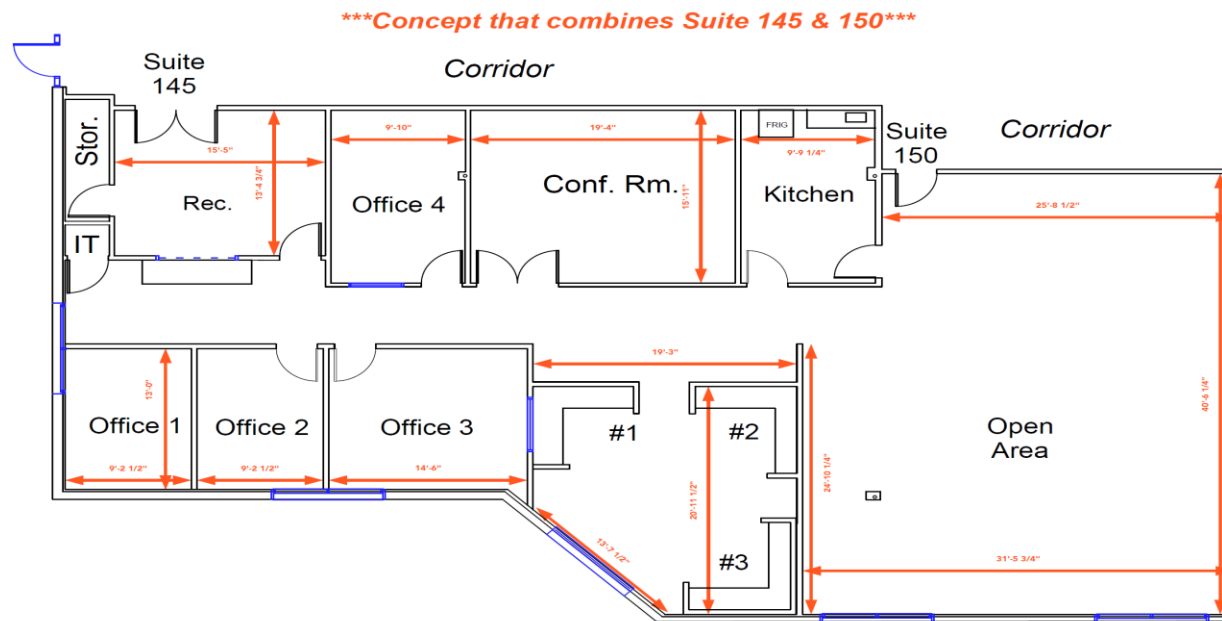 ***Concept that combines Suite 145 & 150***
Suite
145
Corridor
Stor.
15'-5"
13'-4 3/4"
Rec.
IT
9'-10"
Office 4
19'-4"
15'-11"
Conf. Rm.
FRIG
9'-9 1/4"
Kitchen
Suite
150
Corridor
25'-8 1/2"
40'-6 1/4"
Office 1
13'-0"
9'-2 1/2"
Office 2
9'-2 1/2"
Office 3
14'-6"
19'-3"
#1
#2
20'-11 1/2"
13'-7 1/2"
#3
24'-10 1/4"
Open
Area
31'-5 3/4"